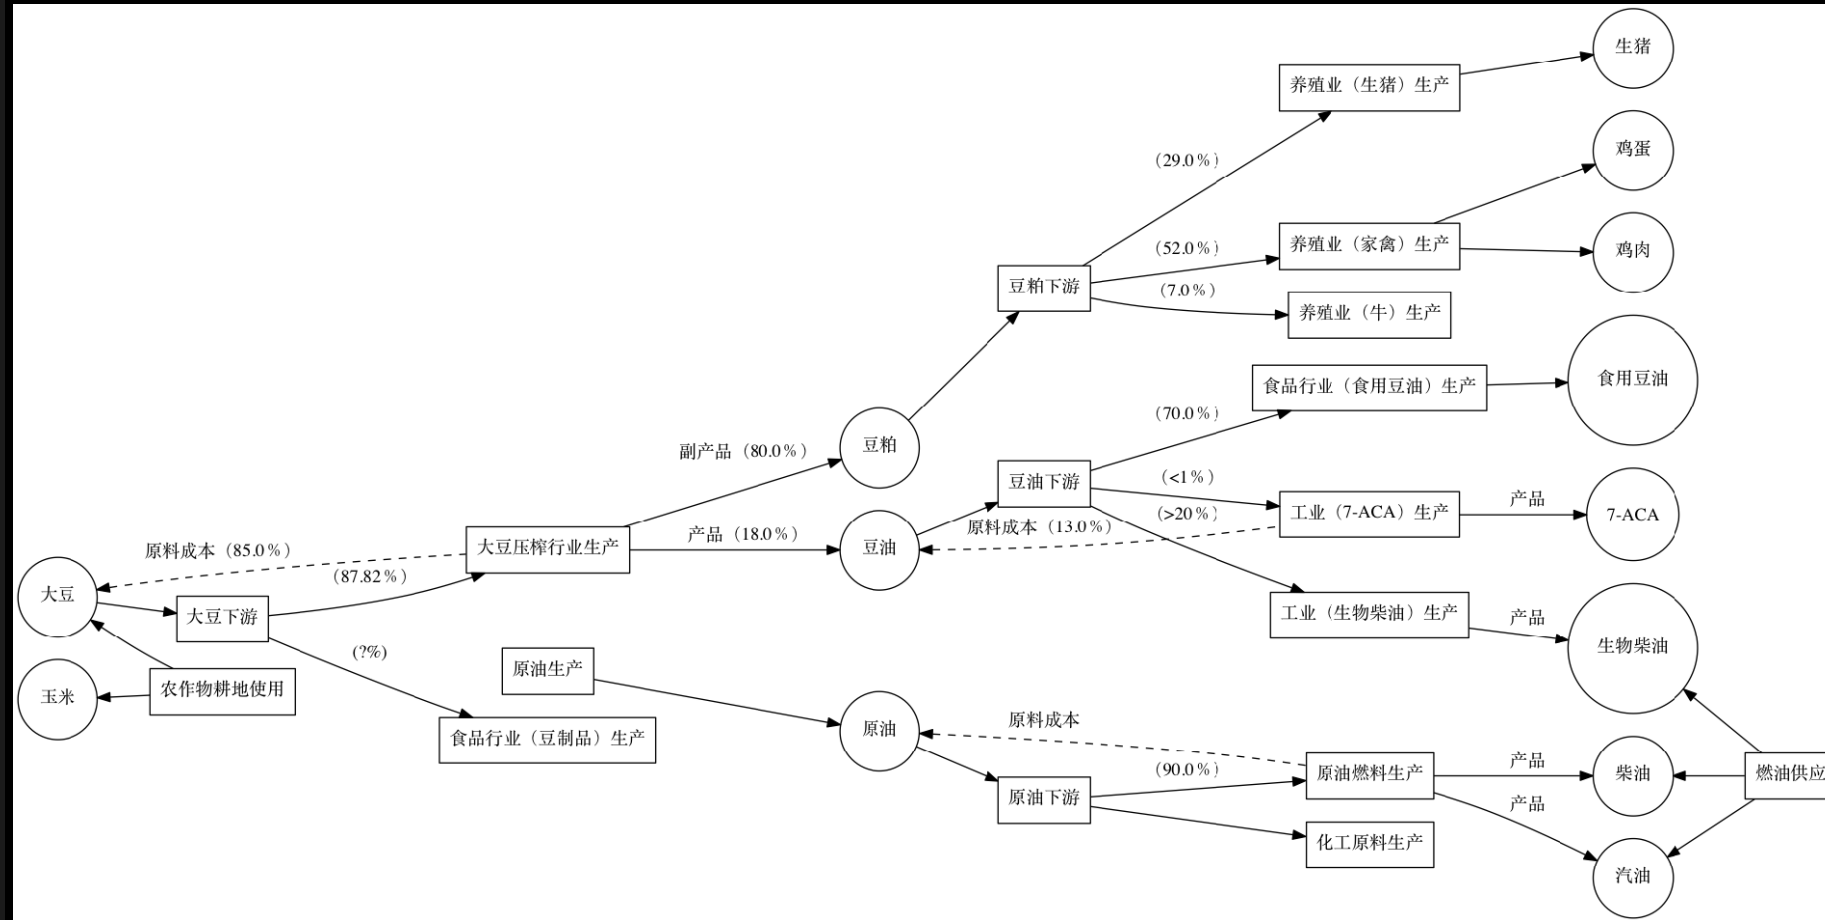 生猪
养殖业（生猪）生产
鸡蛋
(29.0%)
养殖业（家禽）生产
(52.0%)
鸡肉
豆粕下游
(7.0%)
养殖业（牛）生产
食品行业（食用豆油）生产
食用豆油
(70.0%)
副产品（80.0%）
豆粕
豆油下游
(<1%)
产品
工业（7-ACA）生产
7-ACA
(>20%)
原料成本（13.0%）
产品（18.0%）
大豆压榨行业生产
豆油
原料成本（85.0%）
(87.82%)
大豆
大豆下游
工业（生物柴油）生产
产品
生物柴油
(?%)
原油生产
农作物耕地使用
玉米
食品行业（豆制品）生产
原油
原料成本
(90.0%)
原油燃料生产
产品
柴油
燃油供应
原油下游
产品
化工原料生产
汽油